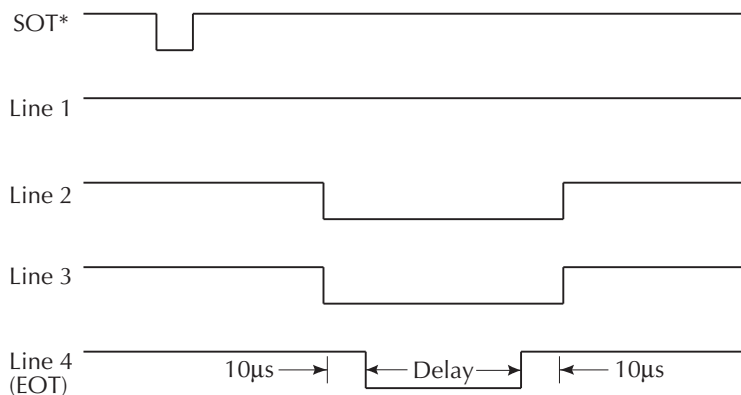 SOT*
Line 1
Line 2
Line 3
Line 4
(EOT)
10µs
Delay
10µs